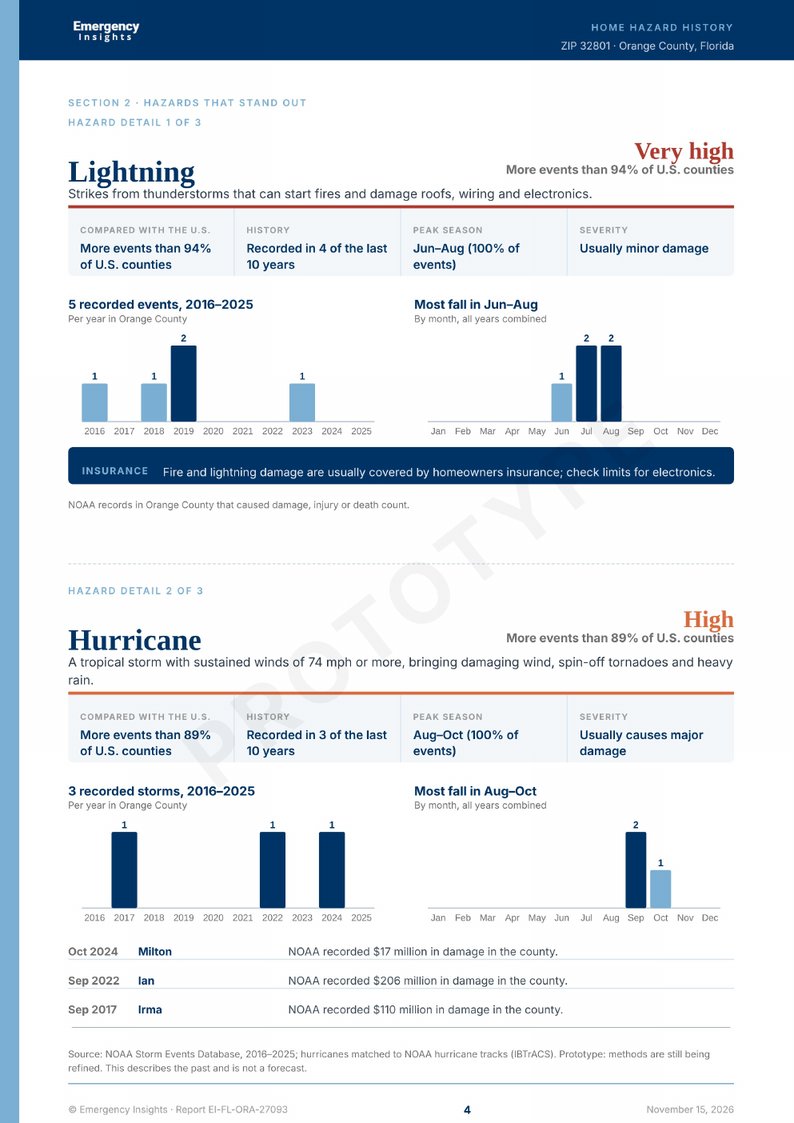 Emergency
Insights
HOME HAZARD HISTORY
ZIP 32801 · Orange County, Florida
SECTION 2 · HAZARDS THAT STAND OUT
HAZARD DETAIL 1 OF 3
Lightning
Very high
More events than 94% of U.S. counties
Strikes from thunderstorms that can start fires and damage roofs, wiring and electronics.
COMPARED WITH THE U.S.
More events than 94%
of U.S. counties
HISTORY
Recorded in 4 of the last
10 years
PEAK SEASON
Jun–Aug (100% of
events)
SEVERITY
Usually minor damage
5 recorded events, 2016–2025
Per year in Orange County
1 1 2 1
2016 2017 2018 2019 2020 2021 2022 2023 2024 2025
Most fall in Jun–Aug
By month, all years combined
1 2 2
Jan Feb Mar Apr May Jun Jul Aug Sep Oct Nov Dec
INSURANCE Fire and lightning damage are usually covered by homeowners insurance; check limits for electronics.
NOAA records in Orange County that caused damage, injury or death count.
PROTOTYPE
HAZARD DETAIL 2 OF 3
Hurricane
High
More events than 89% of U.S. counties
A tropical storm with sustained winds of 74 mph or more, bringing damaging wind, spin-off tornadoes and heavy
rain.
COMPARED WITH THE U.S.
More events than 89%
of U.S. counties
HISTORY
Recorded in 3 of the last
10 years
PEAK SEASON
Aug–Oct (100% of
events)
SEVERITY
Usually causes major
damage
3 recorded storms, 2016–2025
Per year in Orange County
1 1 1
2016 2017 2018 2019 2020 2021 2022 2023 2024 2025
Most fall in Aug–Oct
By month, all years combined
2 1
Jan Feb Mar Apr May Jun Jul Aug Sep Oct Nov Dec
Oct 2024 Milton NOAA recorded $17 million in damage in the county.
Sep 2022 Ian NOAA recorded $206 million in damage in the county.
Sep 2017 Irma NOAA recorded $110 million in damage in the county.
Source: NOAA Storm Events Database, 2016–2025; hurricanes matched to NOAA hurricane tracks (IBTrACS). Prototype: methods are still being
refined. This describes the past and is not a forecast.
© Emergency Insights · Report EI-FL-ORA-27093
4
November 15, 2026